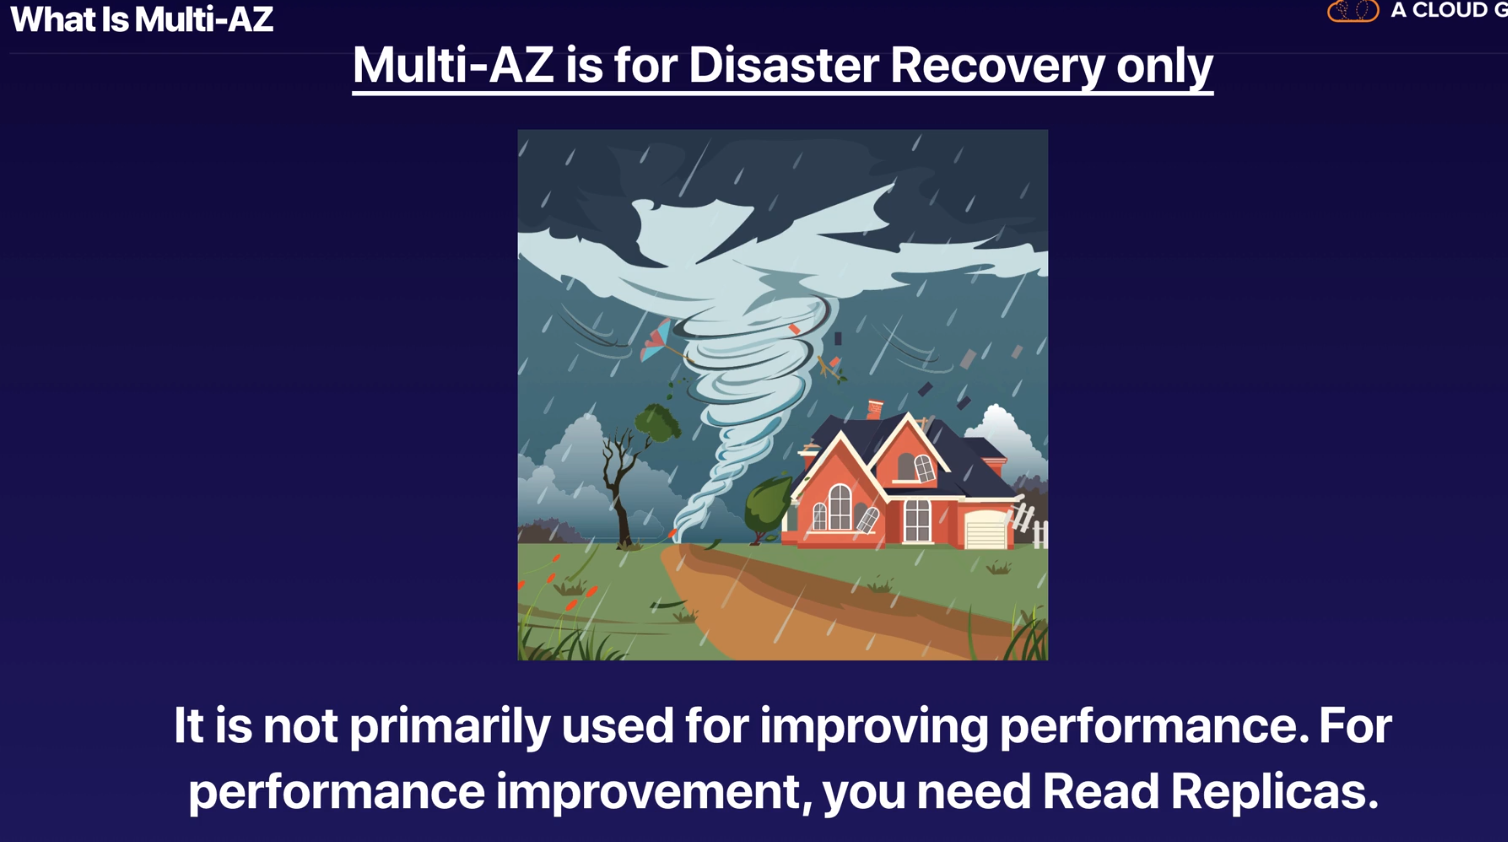 What Is Multi-AZ
A CLOUD G
Multi-AZ is for Disaster Recovery only
It is not primarily used for improving performance. For
performance improvement, you need Read Replicas.